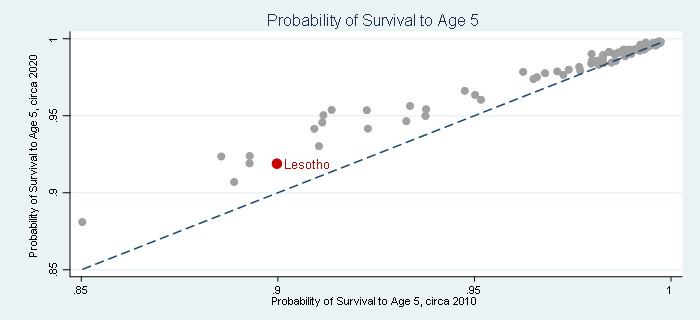 Probability of Survival to Age 5
Probability of Survival to Age 5, circa 2020
1
.95
.9
.85
Lesotho
.85
.9
.95
1
Probability of Survival to Age 5, circa 2010